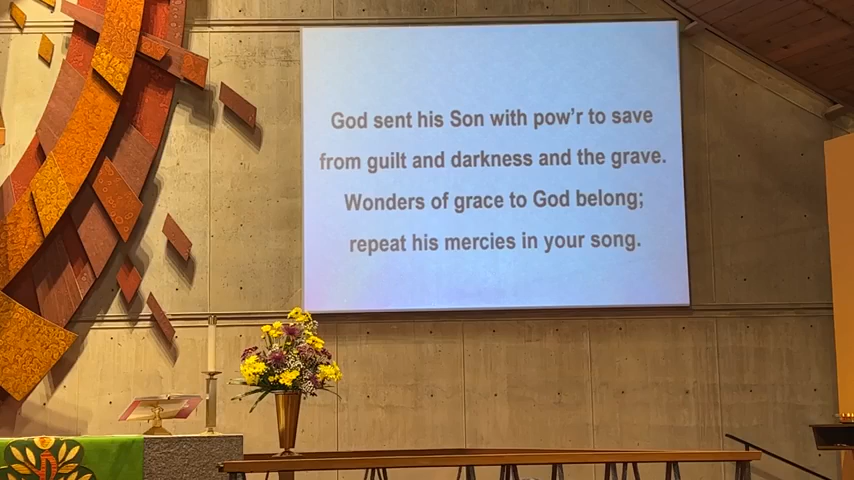 God sent his Son with pow'r to save
from guilt and darkness and the grave.
Wonders of grace to God belong;
repeat his mercies in your song.